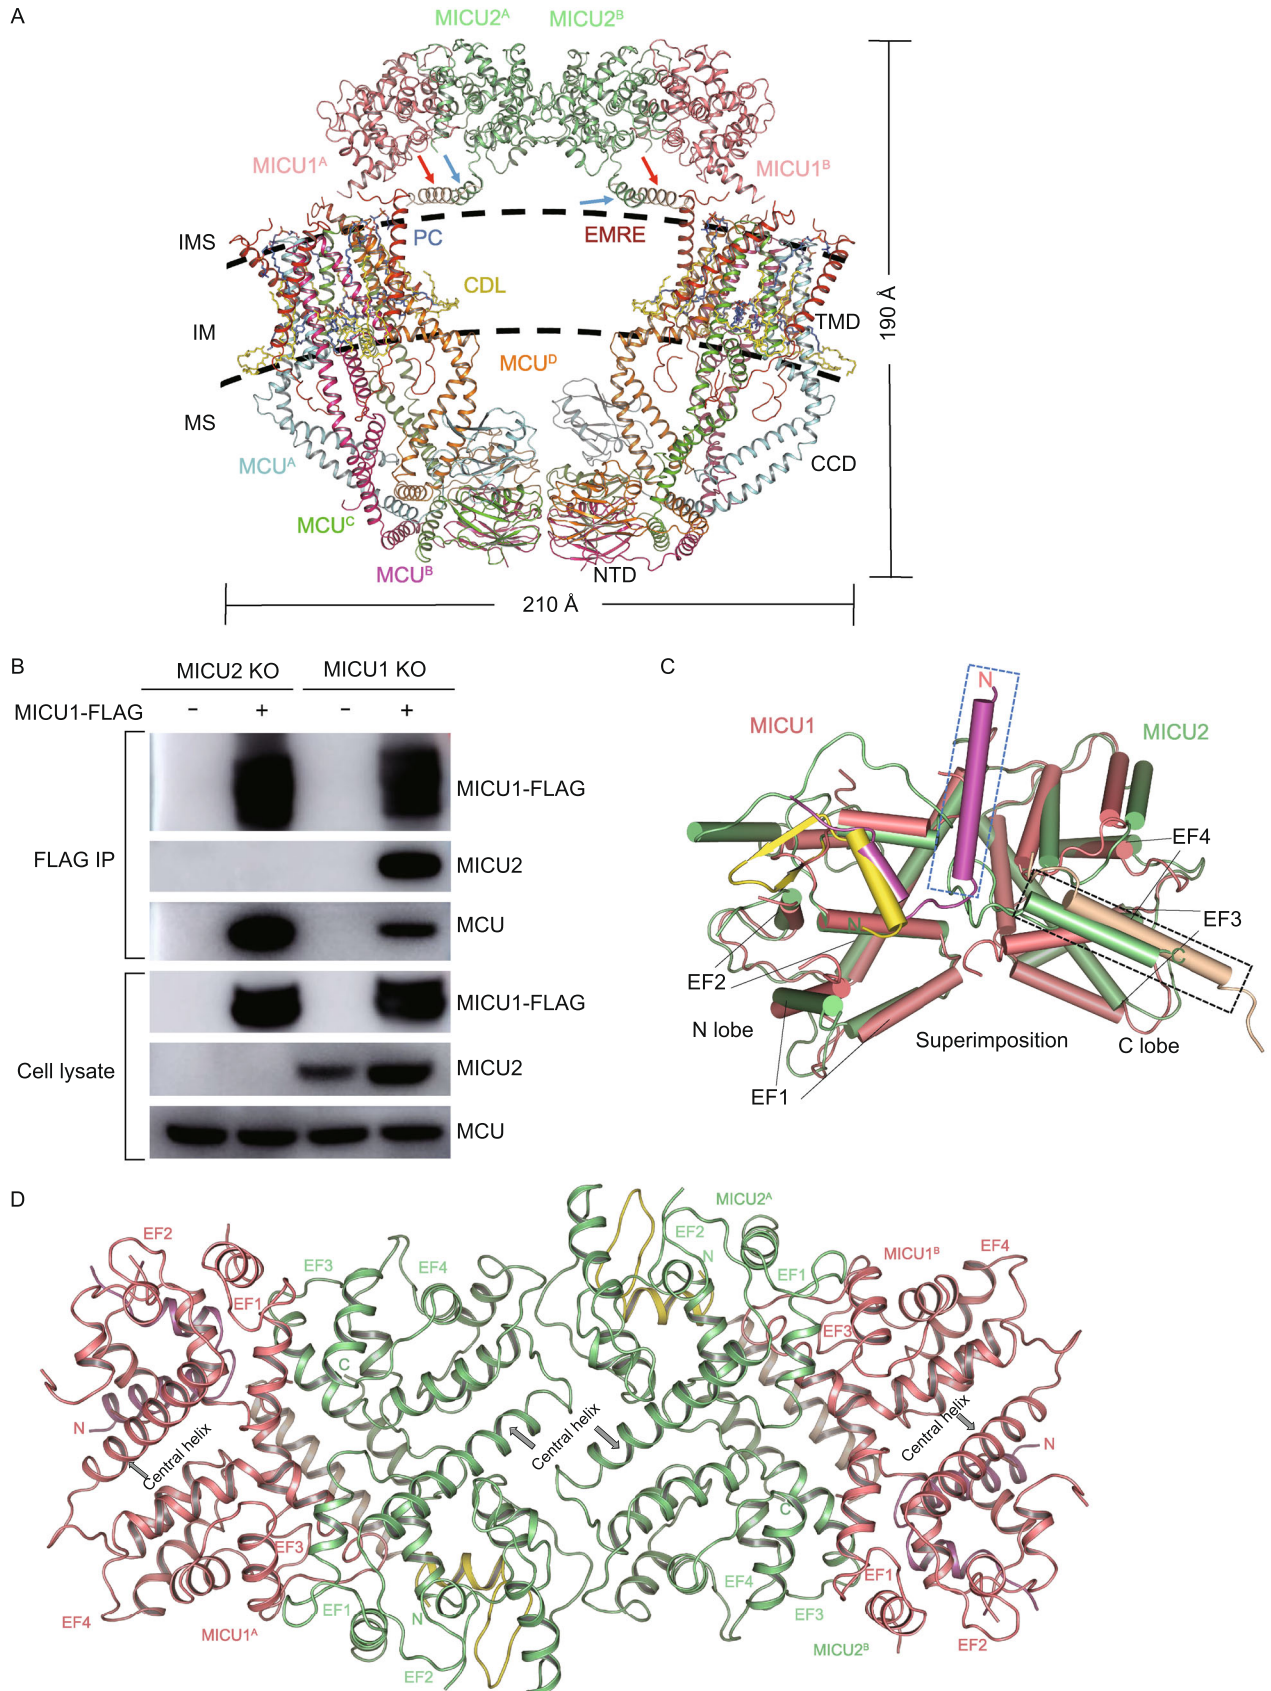 A
MICU2ᴬ MICU2ᴮ
MICU1ᴬ MICU1ᴮ
IMS PC EMRE
CDL
IM TMD
190 Å
MCUᴰ
MS
MCUᴬ CCD
MCUꟲ
MCUᴮ NTD
210 Å
B
MICU2 KO MICU1 KO
MICU1-FLAG − + − +
MICU1-FLAG
FLAG IP MICU2
MCU
MICU1-FLAG
Cell lysate MICU2
MCU
C
N
MICU1 MICU2
EF4
EF3
N C
EF2
N lobe Superimposition C lobe
EF1
D
MICU2ᴬ
EF2 EF2 N MICU1ᴮ EF4
EF3 EF4 EF1
EF1 EF3
C
N Central helix Central helix Central helix N
C
EF3 EF4 EF1
EF4 MICU1ᴬ EF1 N EF3
EF2 MICU2ᴮ EF2